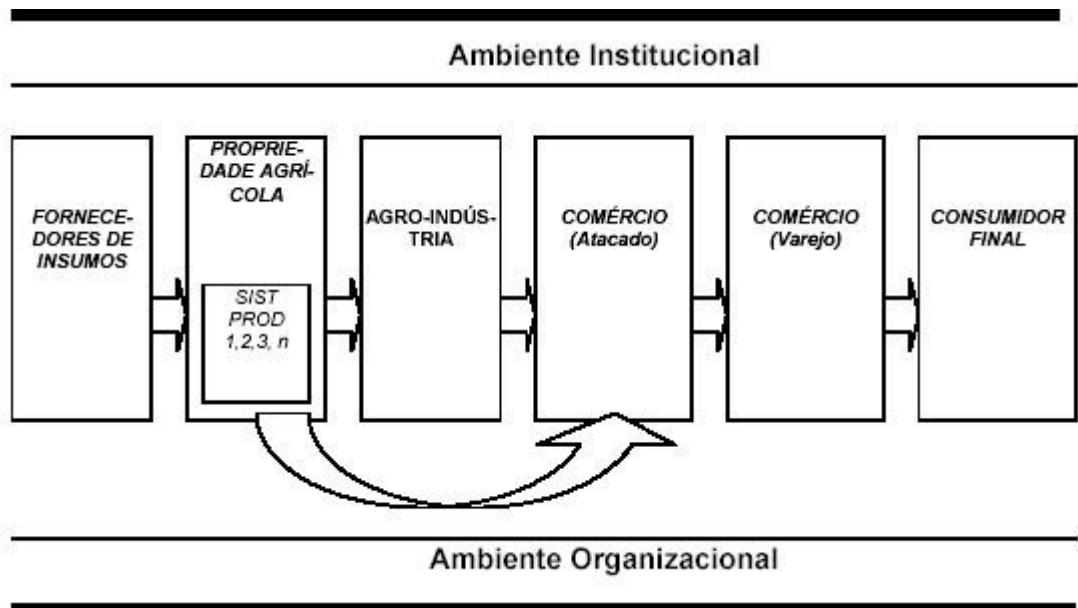 Ambiente Institucional
FORNECE-
DORES DE
INSUMOS
PROPRIE-
DADE AGRÍ-
COLA
SIST
PROD
1,2,3, n
AGRO-INDÚS-
TRIA
COMÉRCIO
(Atacado)
COMÉRCIO
(Varejo)
CONSUMIDOR
FINAL
Ambiente Organizacional